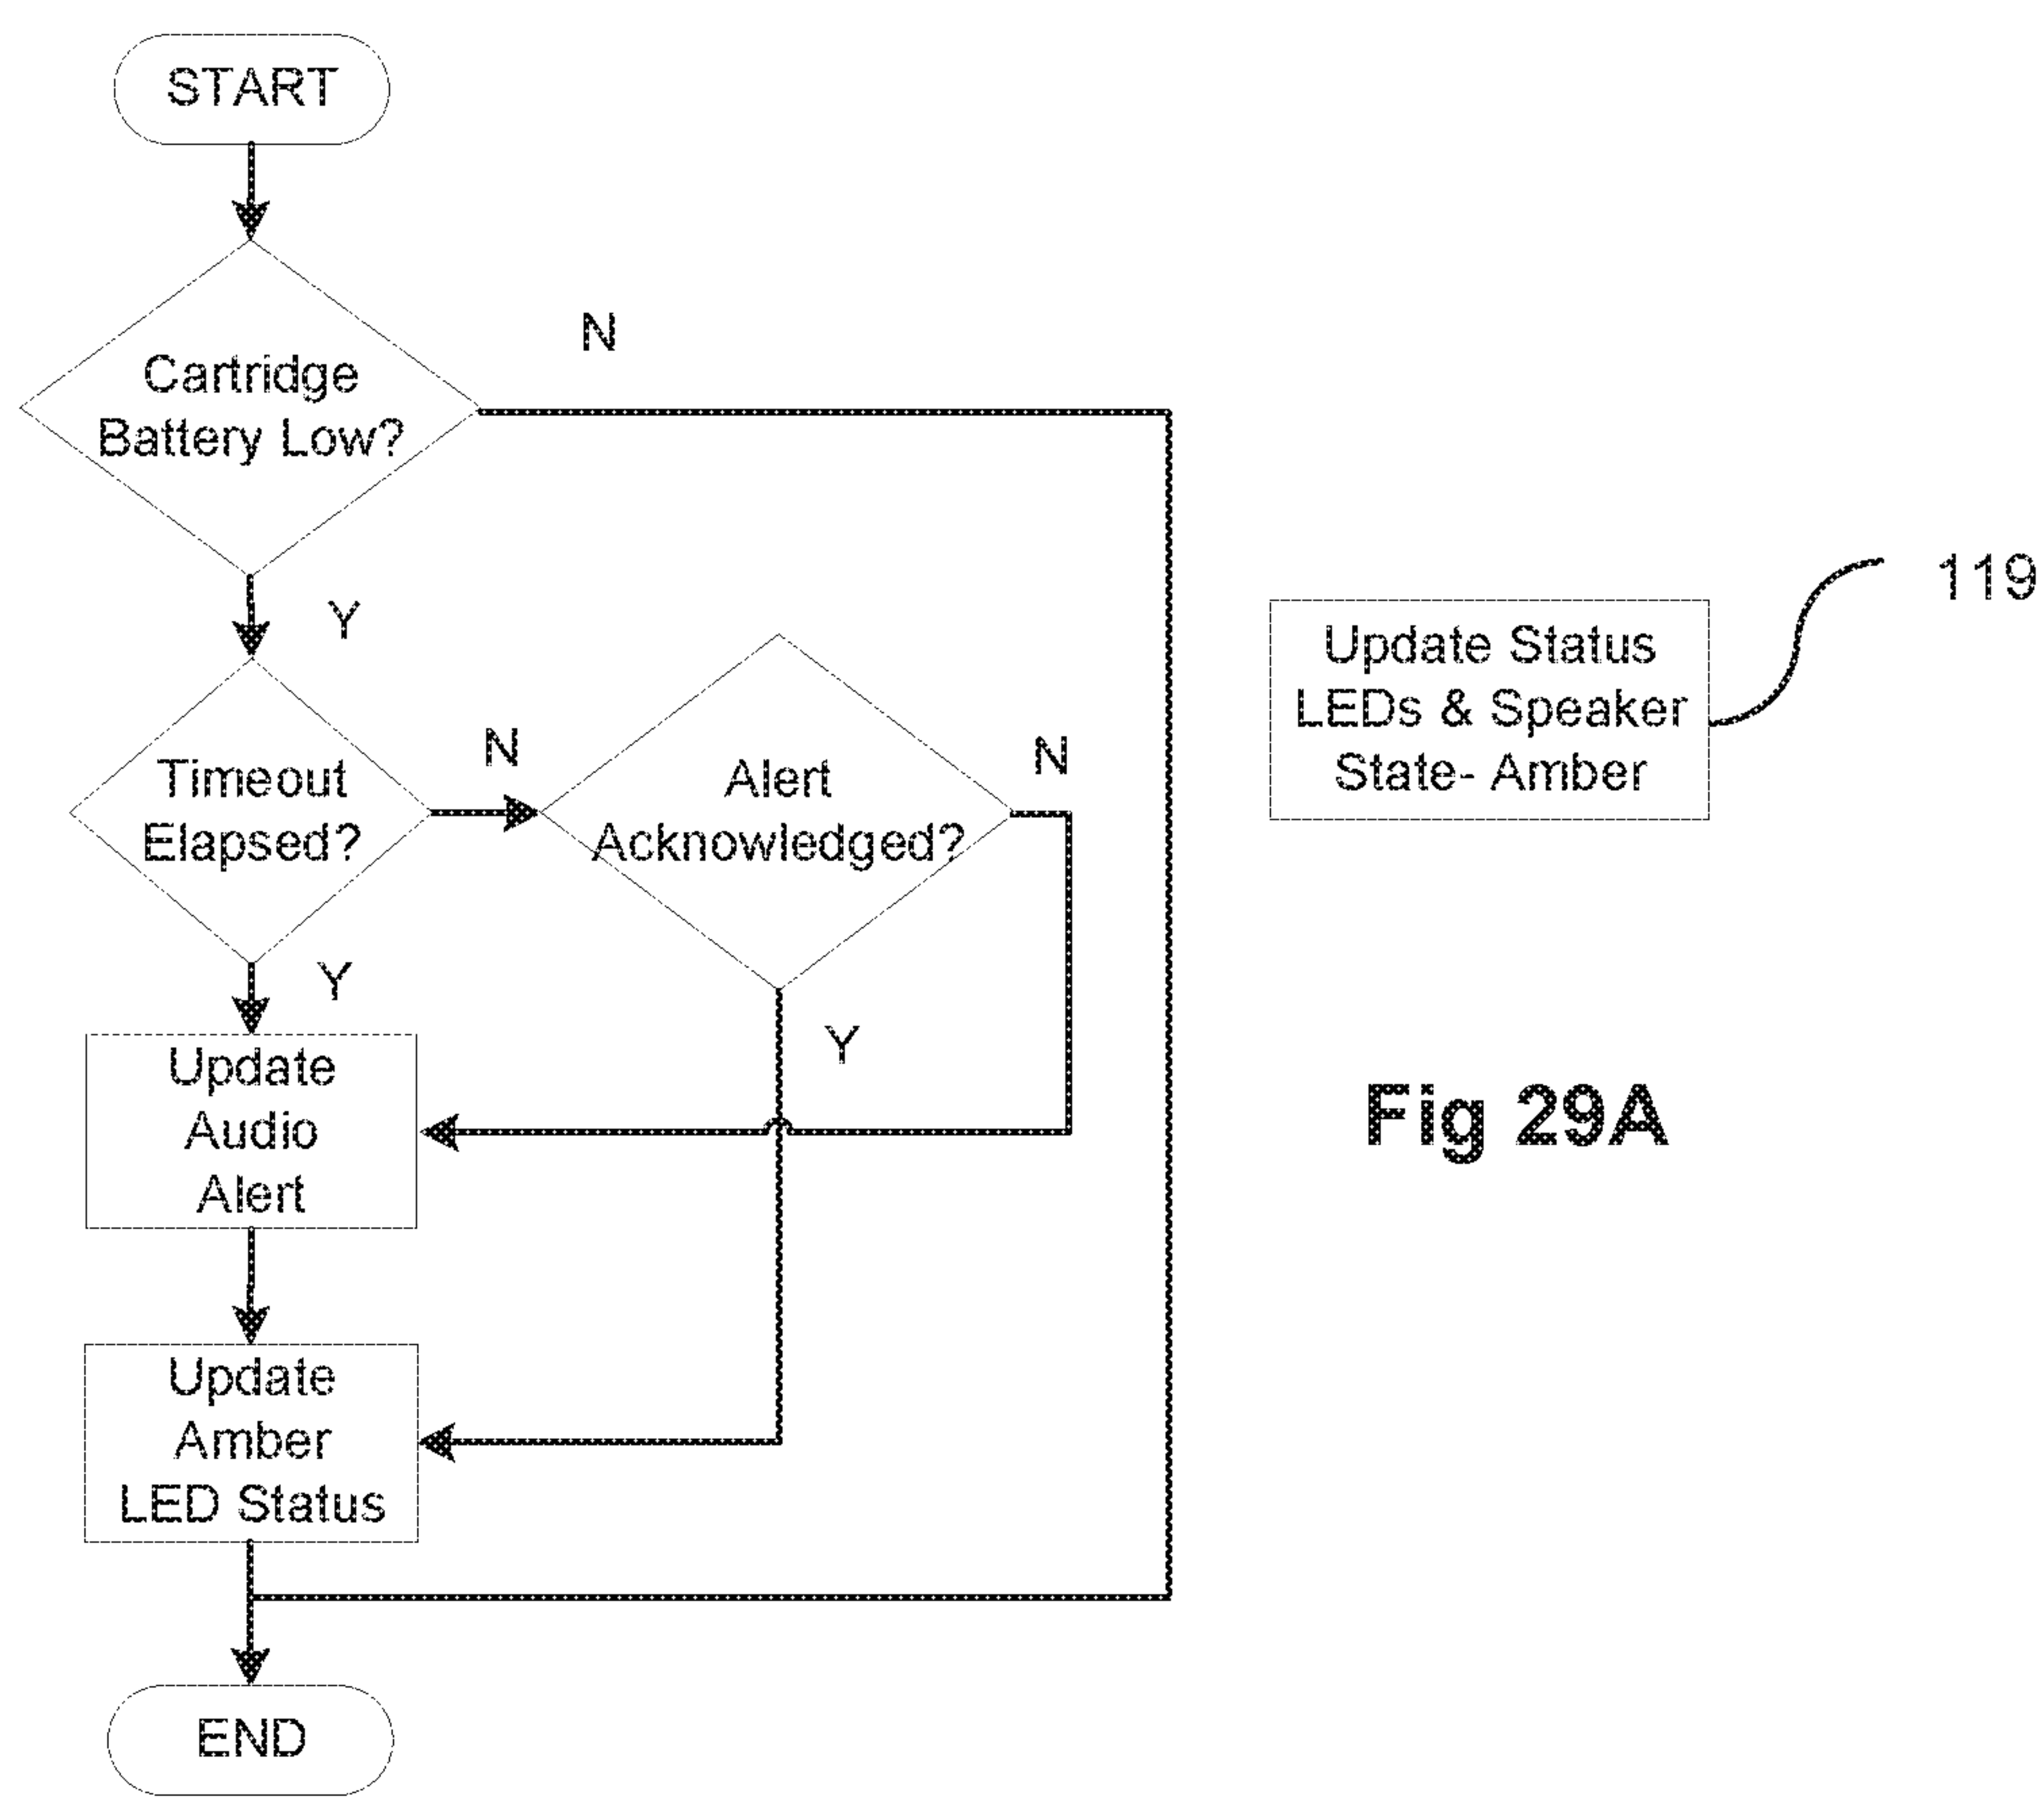 START
Cartridge
Battery Low?
N
Y
Timeout
Elapsed?
N
Alert
Acknowledged?
N
Y
Y
Update
Audio
Alert
Update
Amber
LED Status
END
119
Update Status
LEDs & Speaker
State- Amber
Fig 29A